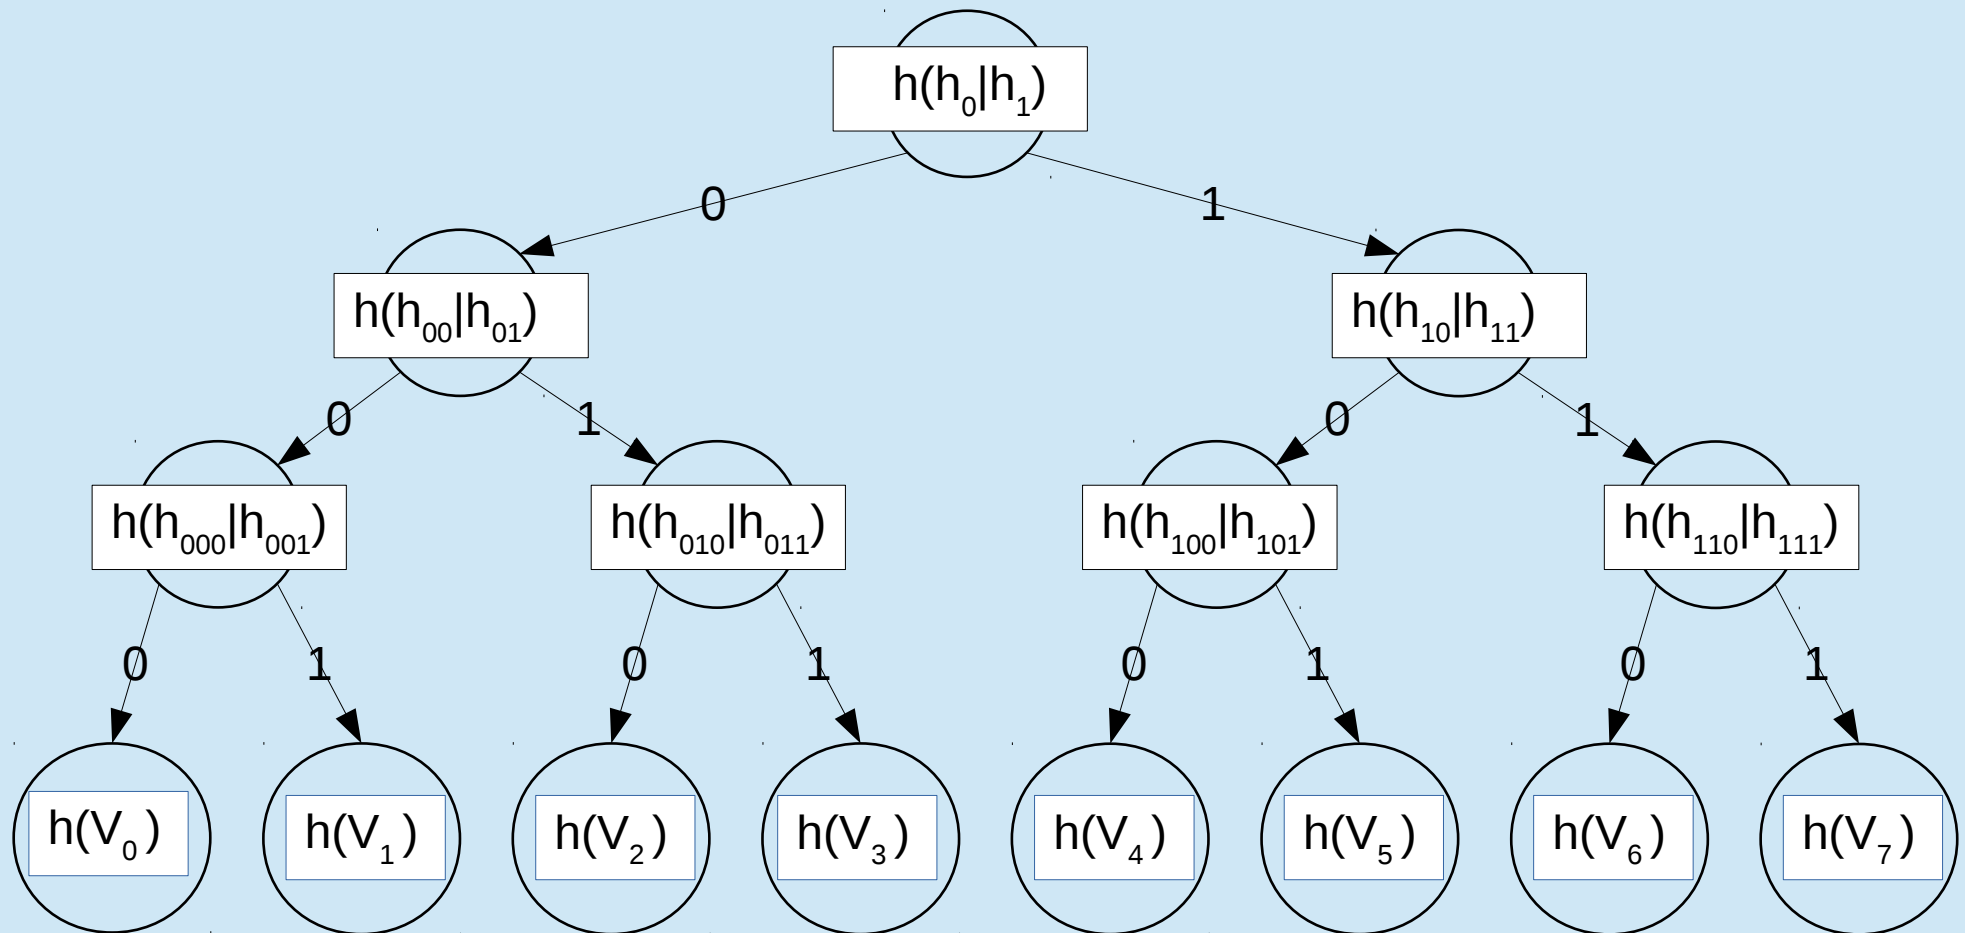 h(h₀|h₁)
0 1
h(h₀₀|h₀₁) h(h₁₀|h₁₁)
0 1 0 1
h(h₀₀₀|h₀₀₁) h(h₀₁₀|h₀₁₁) h(h₁₀₀|h₁₀₁) h(h₁₁₀|h₁₁₁)
0 1 0 1 0 1 0 1
h(V₀) h(V₁) h(V₂) h(V₃) h(V₄) h(V₅) h(V₆) h(V₇)